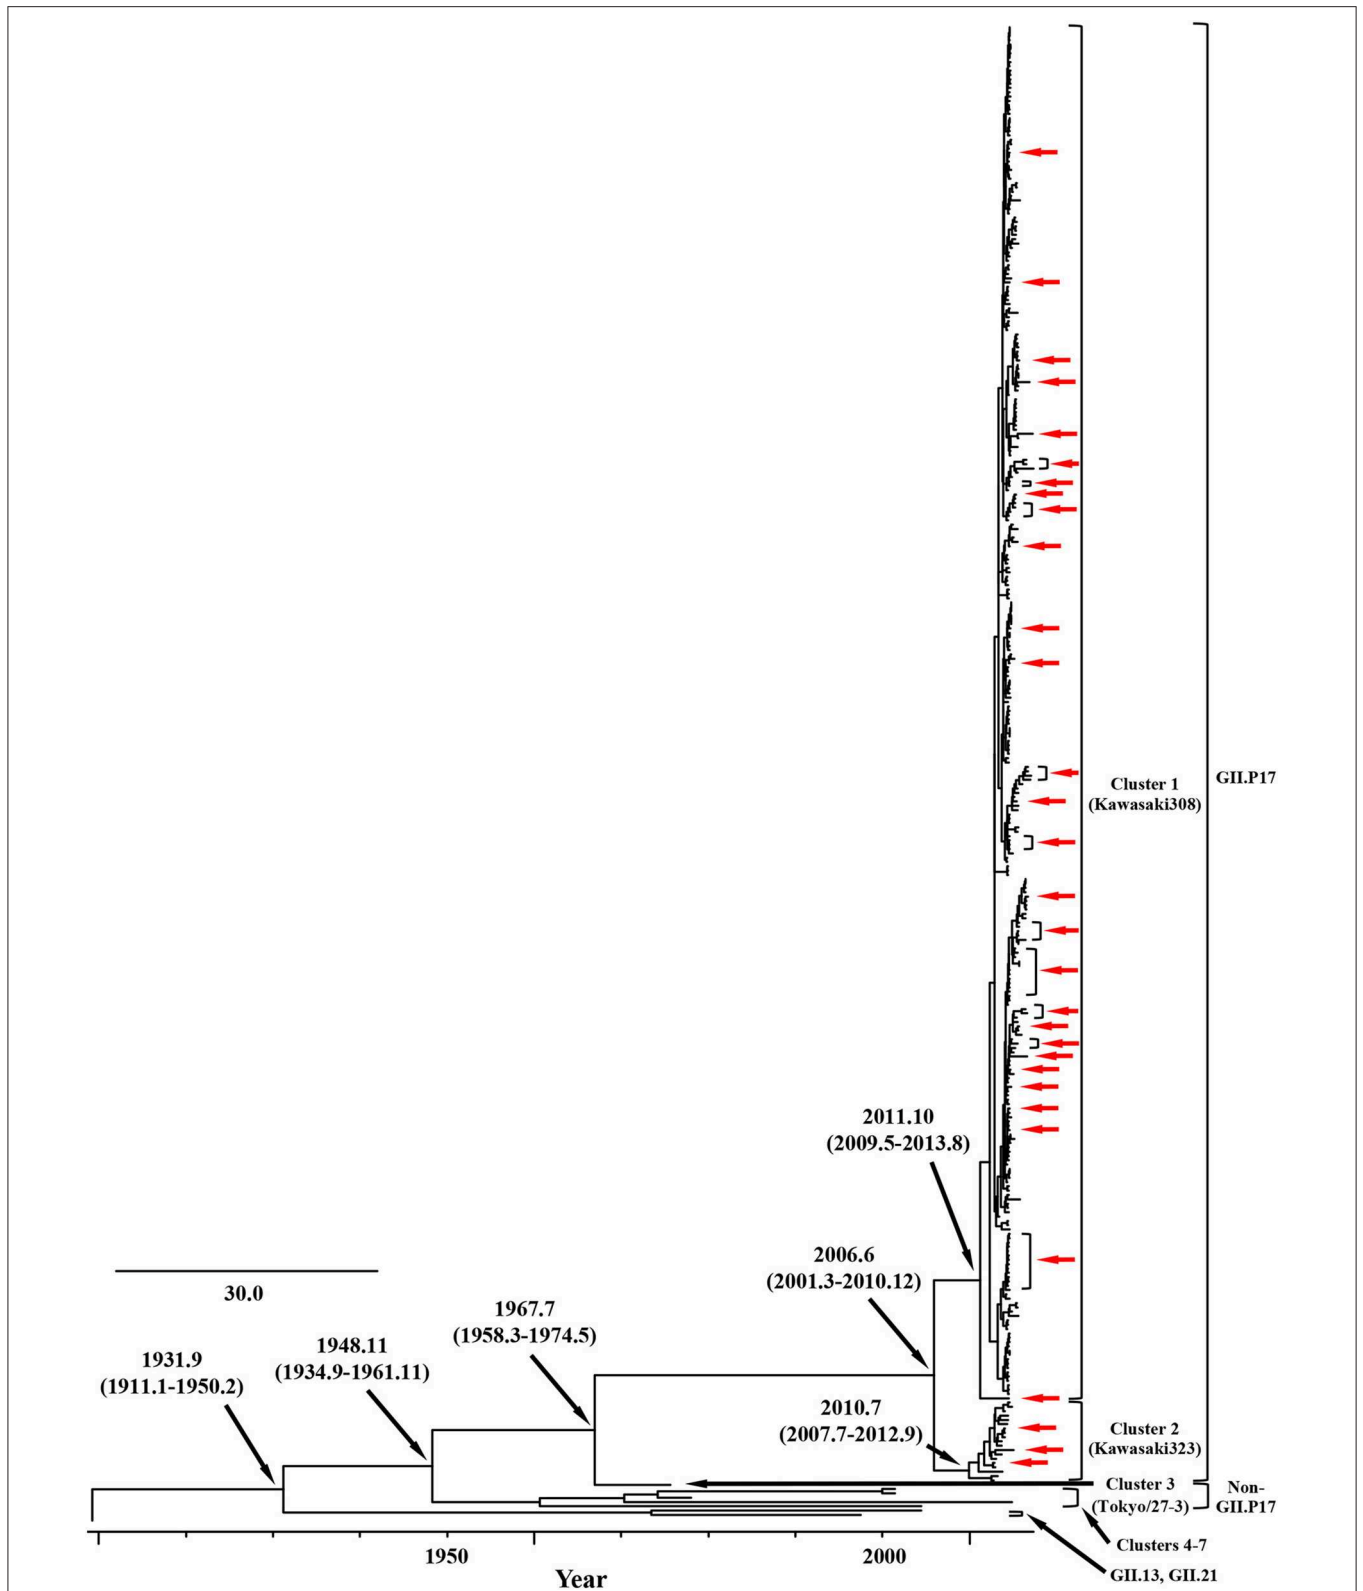 Cluster 1
(Kawasaki308)
GII.P17
2011.10
(2009.5-2013.8)
2006.6
(2001.3-2010.12)
30.0
1967.7
(1958.3-1974.5)
1948.11
(1934.9-1961.11)
1931.9
(1911.1-1950.2)
2010.7
(2007.7-2012.9)
Cluster 2
(Kawasaki323)
Cluster 3
(Tokyo/27-3)
Non-
GII.P17
Clusters 4-7
GII.13, GII.21
1950
2000
Year